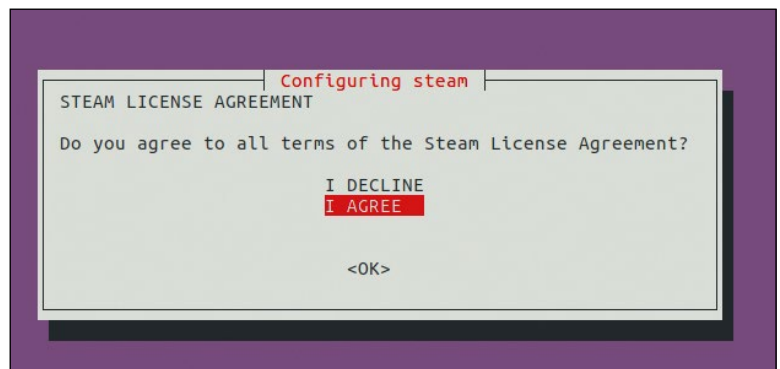 Configuring steam
STEAM LICENSE AGREEMENT
Do you agree to all terms of the Steam License Agreement?
I DECLINE
I AGREE
<OK>